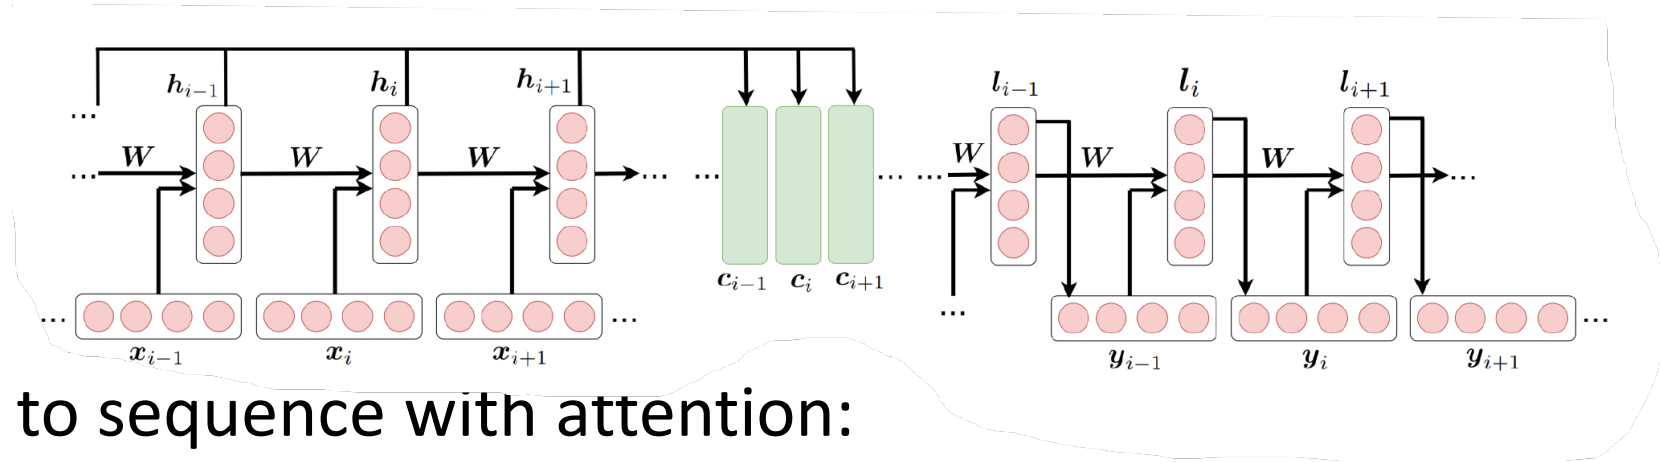 h_{i-1} h_i h_{i+1} l_{i-1} l_i l_{i+1}
... W W W ... ... ... ... W W W ...
c_{i-1} c_i c_{i+1}
... ... ... ...
x_{i-1} x_i x_{i+1} y_{i-1} y_i y_{i+1}
to sequence with attention: